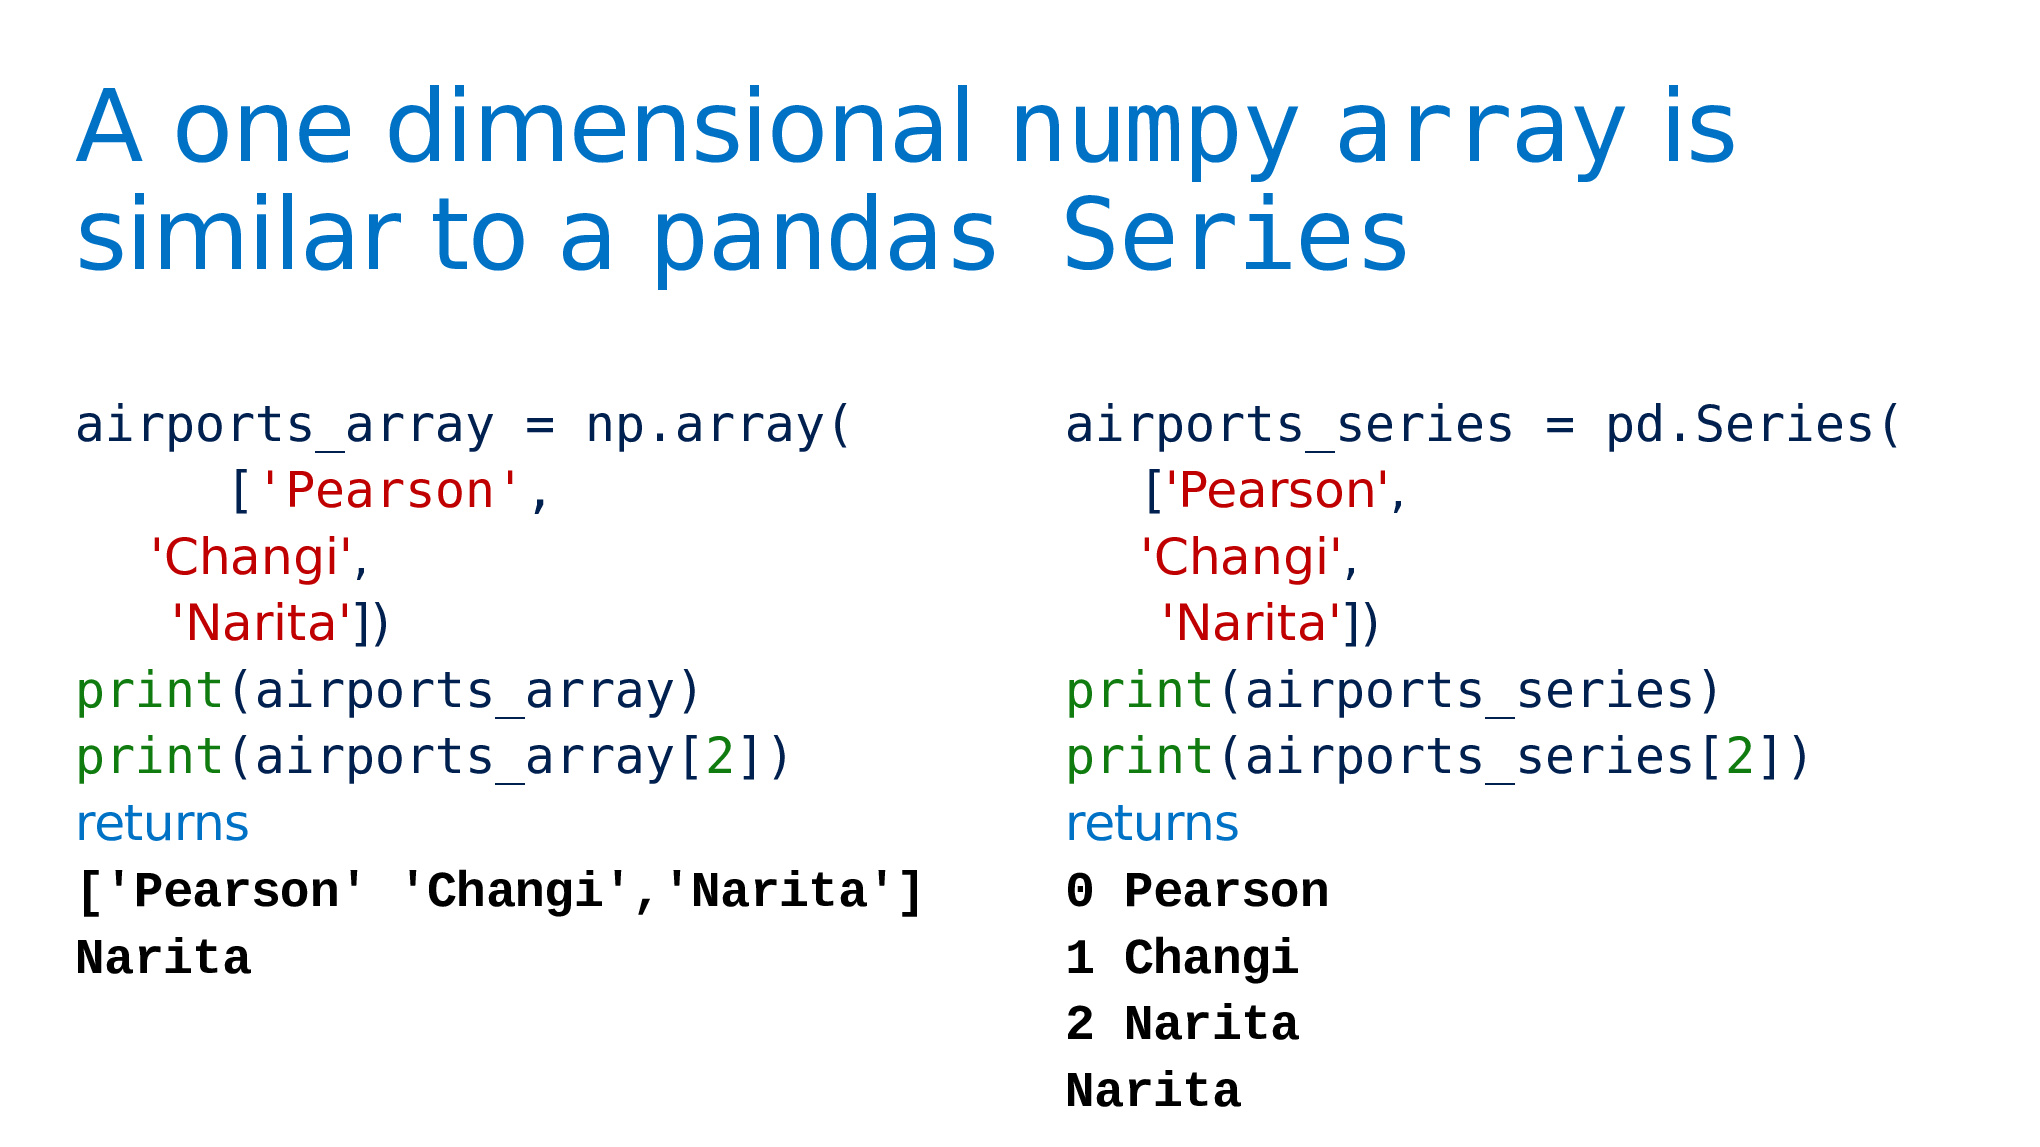 A one dimensional numpy array is
similar to a pandas Series
airports_array = np.array(
['Pearson',
'Changi',
'Narita'])
print(airports_array)
print(airports_array[2])
returns
['Pearson' 'Changi','Narita']
Narita
airports_series = pd.Series(
['Pearson',
'Changi',
'Narita'])
print(airports_series)
print(airports_series[2])
returns
0 Pearson
1 Changi
2 Narita
Narita